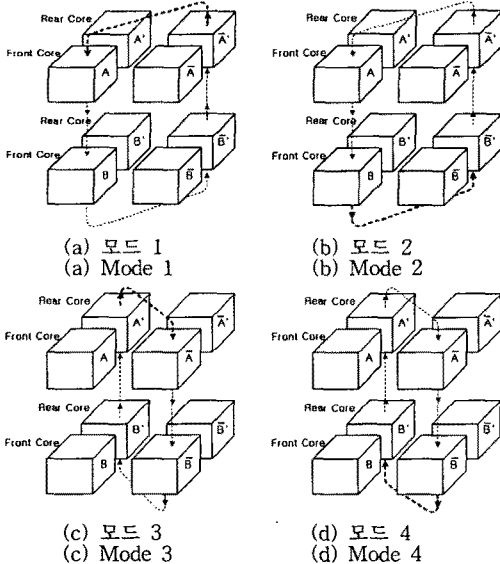 Rear Core
A'
Ā'
Front Core
A
Ā
Rear Core
B'
B̄'
Front Core
B
B̄
(a) 모드 1
(a) Mode 1
Rear Core
A'
Ā'
Front Core
A
Ā
Rear Core
B'
B̄'
Front Core
B
B̄
(b) 모드 2
(b) Mode 2
Rear Core
A'
Ā'
Front Core
A
Ā
Rear Core
B'
B̄'
Front Core
B
B̄
(c) 모드 3
(c) Mode 3
Rear Core
A'
Ā'
Front Core
A
Ā
Rear Core
B'
B̄'
Front Core
B
B̄
(d) 모드 4
(d) Mode 4